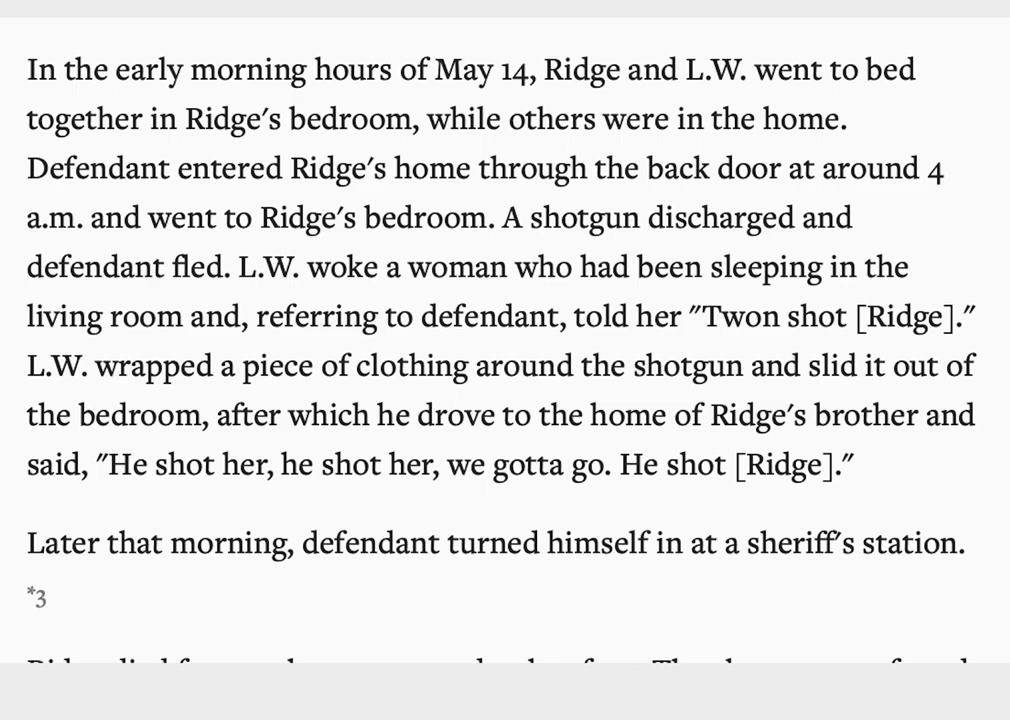 In the early morning hours of May 14, Ridge and L.W. went to bed
together in Ridge's bedroom, while others were in the home.
Defendant entered Ridge's home through the back door at around 4
a.m. and went to Ridge's bedroom. A shotgun discharged and
defendant fled. L.W. woke a woman who had been sleeping in the
living room and, referring to defendant, told her "Twon shot [Ridge]."
L.W. wrapped a piece of clothing around the shotgun and slid it out of
the bedroom, after which he drove to the home of Ridge's brother and
said, "He shot her, he shot her, we gotta go. He shot [Ridge]."
Later that morning, defendant turned himself in at a sheriff's station.
*3